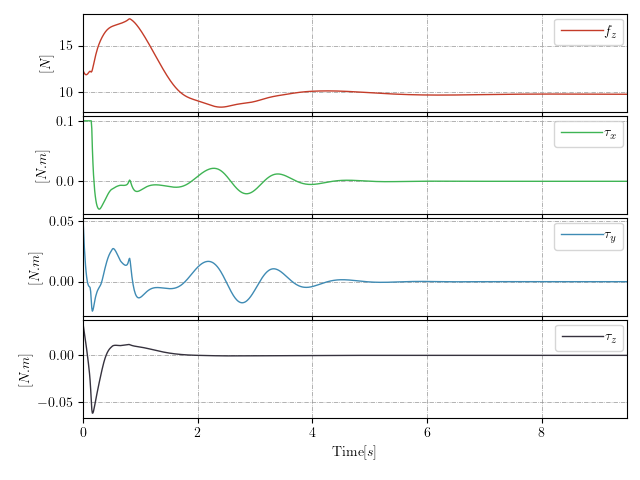 [N]
15
10
f_z
[N.m]
0.1
0.0
τ_x
[N.m]
0.05
0.00
τ_y
[N.m]
0.00
−0.05
τ_z
0 2 4 6 8
Time[s]